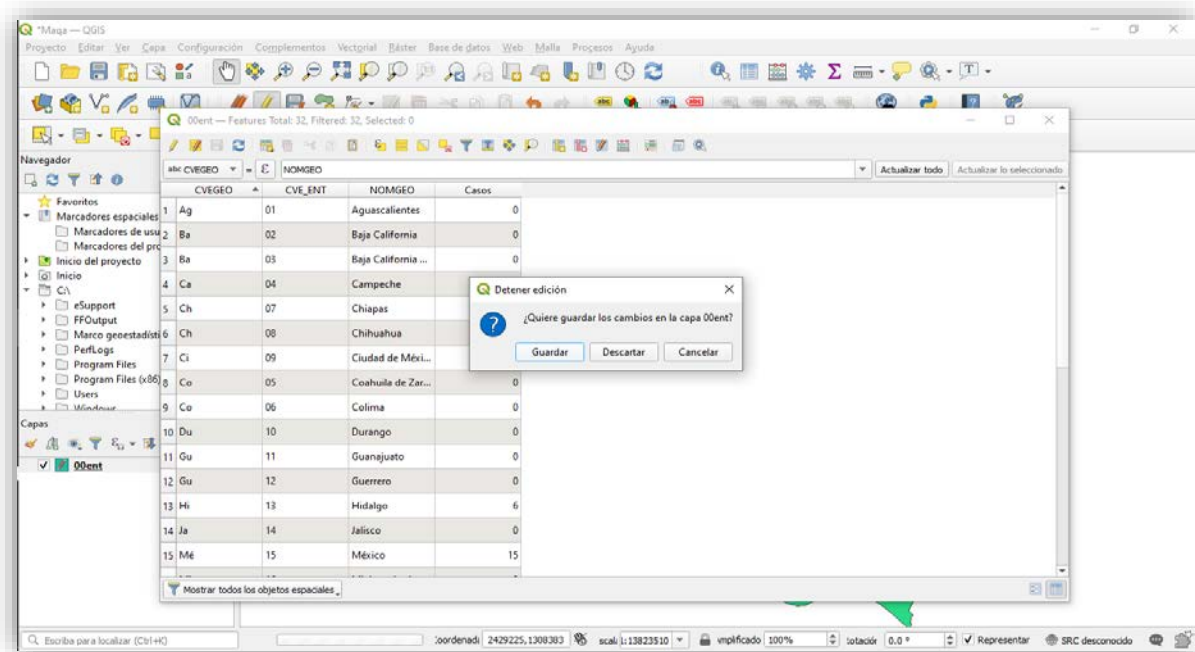 *Maqa — QGIS
Proyecto Editar Ver Capa Configuración Complementos Vectorial Ráster Base de datos Web Malla Procesos Ayuda
00ent — Features Total: 32, Filtered: 32, Selected: 0
Navegador
Favoritos
Marcadores espaciales
Marcadores de usu
Marcadores del pro
Inicio del proyecto
Inicio
C:\
eSupport
FFOutput
Marco geoestadísti
PerfLogs
Program Files
Program Files (x86)
Users
Windows
Capas
00ent
abc CVEGEO = ε NOMGEO Actualizar todo Actualizar lo seleccionado
CVEGEO CVE_ENT NOMGEO Casos
1 Ag 01 Aguascalientes 0
2 Ba 02 Baja California 0
3 Ba 03 Baja California ... 0
4 Ca 04 Campeche
5 Ch 07 Chiapas
6 Ch 08 Chihuahua
7 Ci 09 Ciudad de Méxi...
8 Co 05 Coahuila de Zar... 0
9 Co 06 Colima 0
10 Du 10 Durango 0
11 Gu 11 Guanajuato 0
12 Gu 12 Guerrero 0
13 Hi 13 Hidalgo 6
14 Ja 14 Jalisco 0
15 Mé 15 México 15
Detener edición
¿Quiere guardar los cambios en la capa 00ent?
Guardar Descartar Cancelar
Mostrar todos los objetos espaciales
Escriba para localizar (Ctrl+K) :oordenada 2429225,1308383 scala 1:13823510 mplificado 100% lotación 0.0 ° Representar SRC desconocido